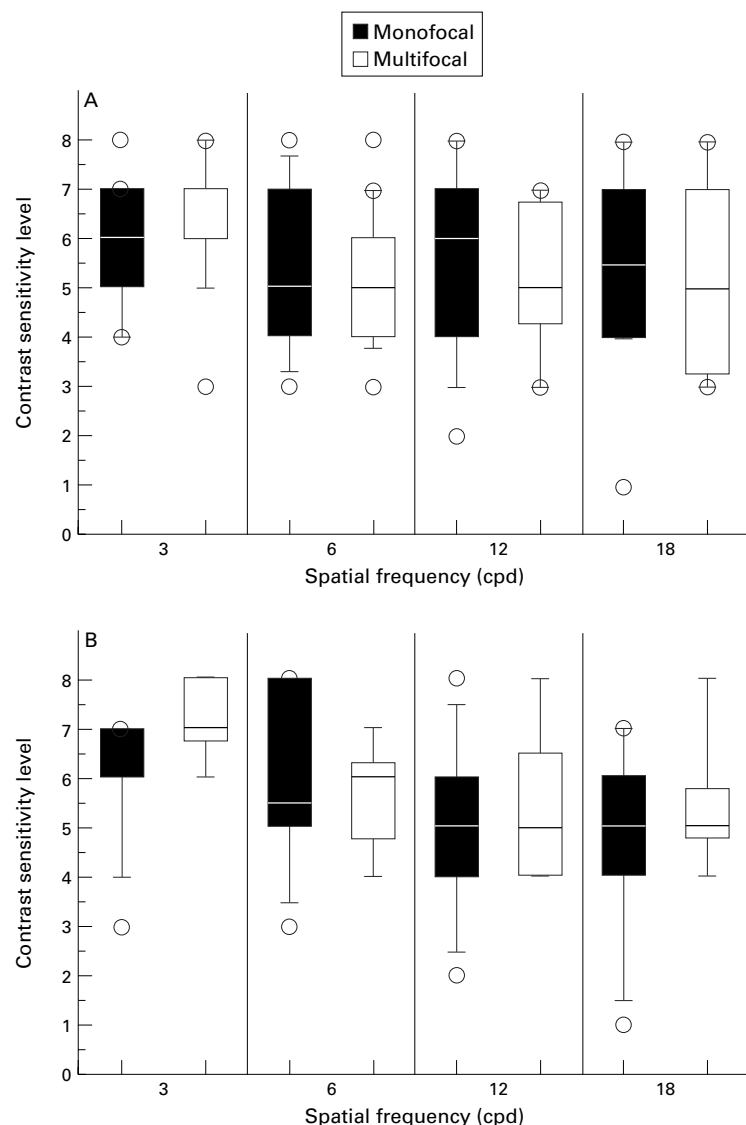 Monofocal
Multifocal
A
8
7
6
5
4
3
2
1
0
Contrast sensitivity level
3 6 12 18
Spatial frequency (cpd)
B
8
7
6
5
4
3
2
1
0
Contrast sensitivity level
3 6 12 18
Spatial frequency (cpd)